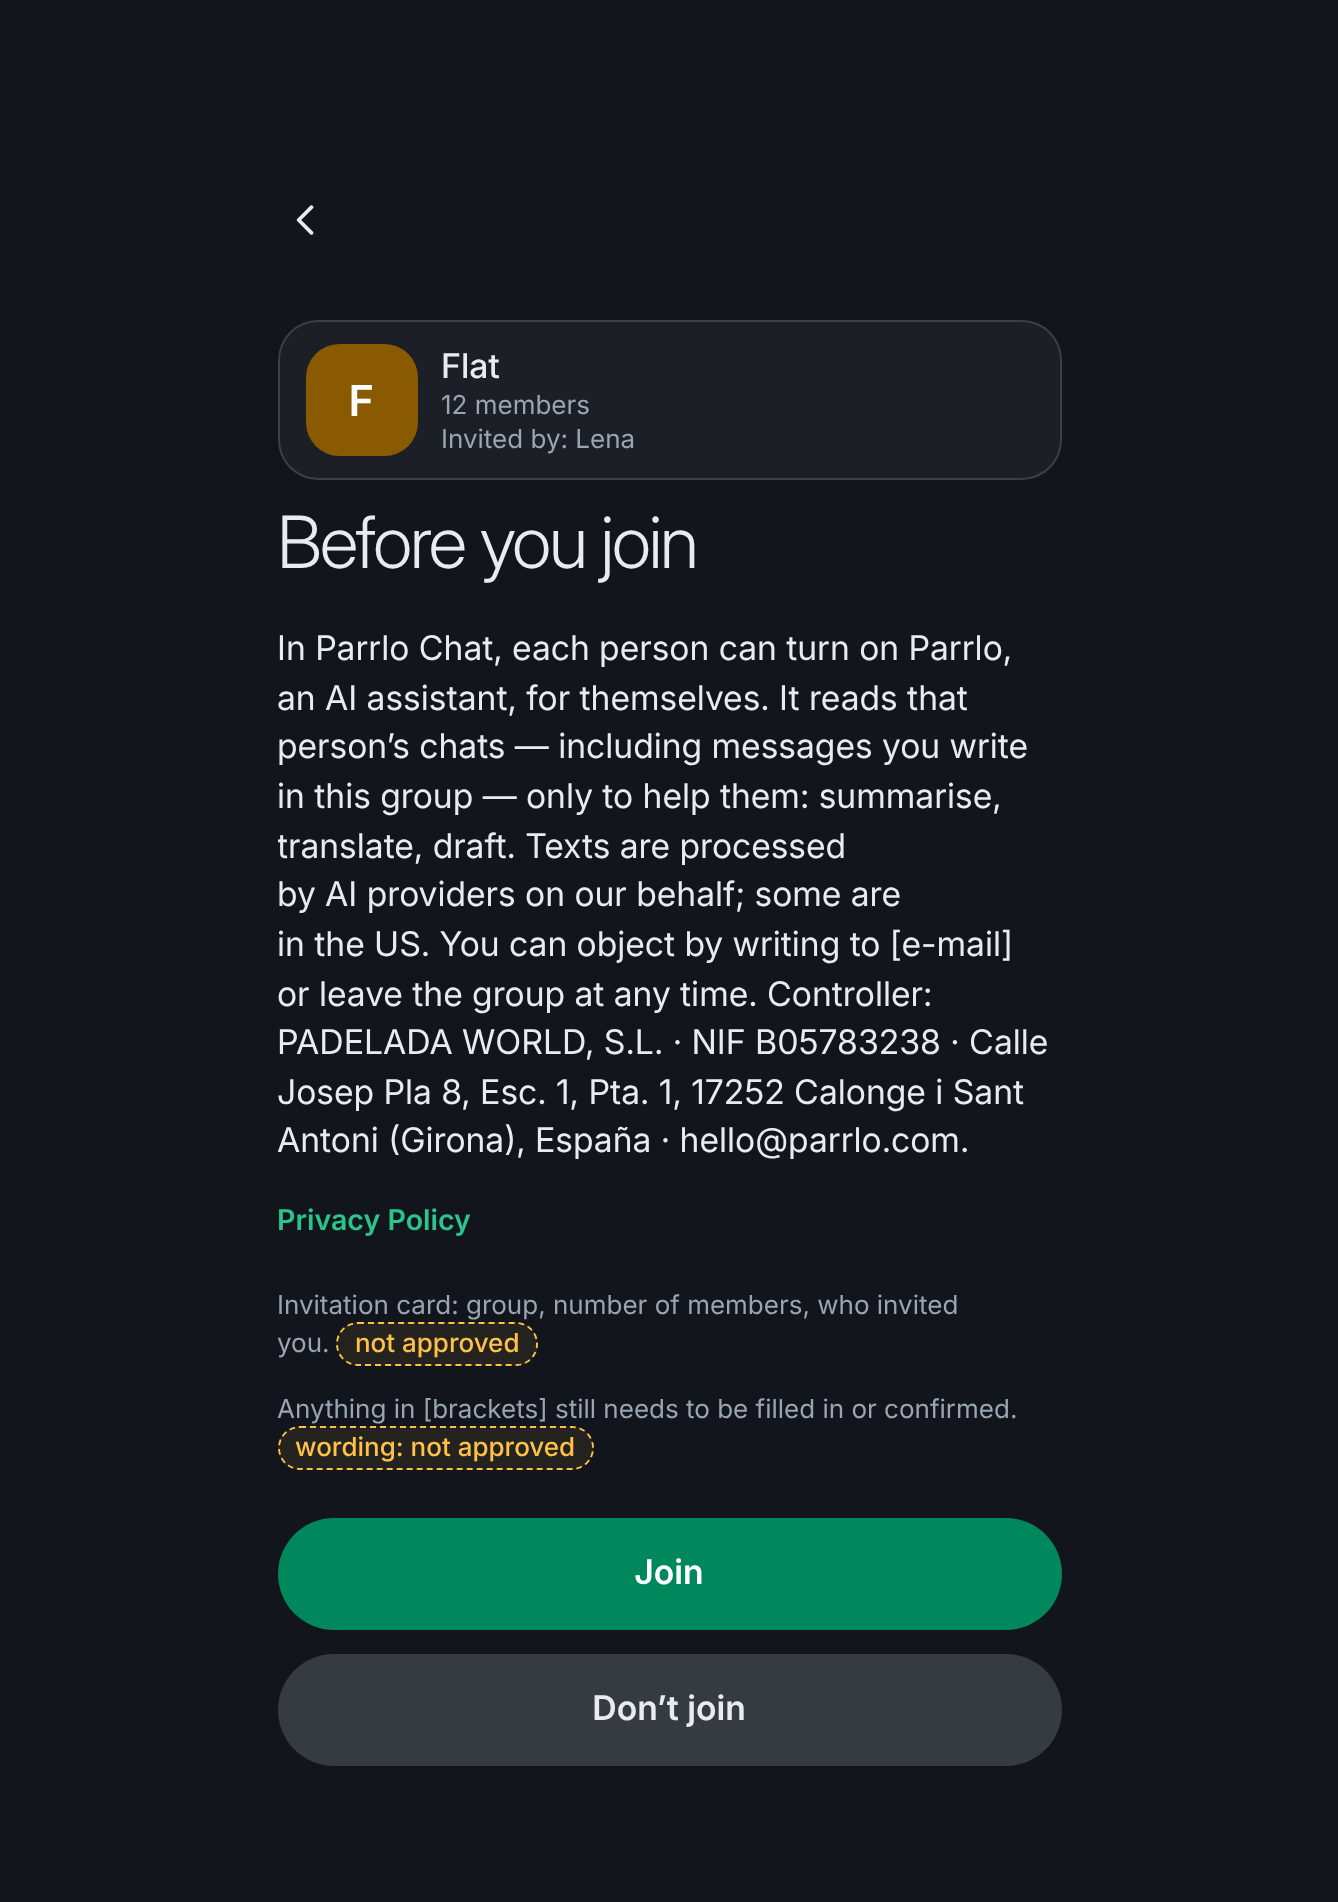 F
Flat
12 members
Invited by: Lena
Before you join
In Parrlo Chat, each person can turn on Parrlo,
an AI assistant, for themselves. It reads that
person’s chats — including messages you write
in this group — only to help them: summarise,
translate, draft. Texts are processed
by AI providers on our behalf; some are
in the US. You can object by writing to [e-mail]
or leave the group at any time. Controller:
PADELADA WORLD, S.L. · NIF B05783238 · Calle
Josep Pla 8, Esc. 1, Pta. 1, 17252 Calonge i Sant
Antoni (Girona), España · hello@parrlo.com.
Privacy Policy
Invitation card: group, number of members, who invited
you. not approved
Anything in [brackets] still needs to be filled in or confirmed.
wording: not approved
Join
Don’t join